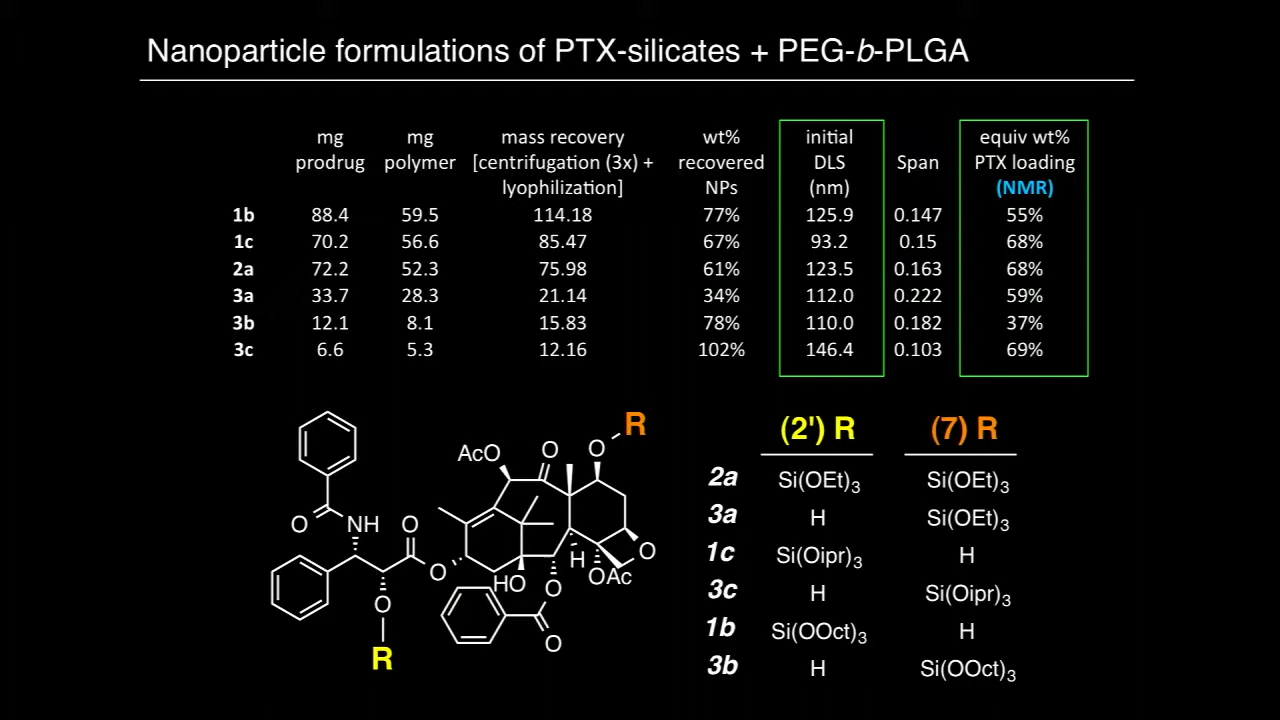 Nanoparticle formulations of PTX-silicates + PEG-b-PLGA
mg prodrug mg polymer mass recovery [centrifugation (3x) + lyophilization] wt% recovered NPs initial DLS (nm) Span equiv wt% PTX loading (NMR)
1b 88.4 59.5 114.18 77% 125.9 0.147 55%
1c 70.2 56.6 85.47 67% 93.2 0.15 68%
2a 72.2 52.3 75.98 61% 123.5 0.163 68%
3a 33.7 28.3 21.14 34% 112.0 0.222 59%
3b 12.1 8.1 15.83 78% 110.0 0.182 37%
3c 6.6 5.3 12.16 102% 146.4 0.103 69%
R
AcO O O
O NH O
O
O
H
HO O OAc
O
O
R
(2') R (7) R
2a Si(OEt)3 Si(OEt)3
3a H Si(OEt)3
1c Si(Oipr)3 H
3c H Si(Oipr)3
1b Si(OOct)3 H
3b H Si(OOct)3